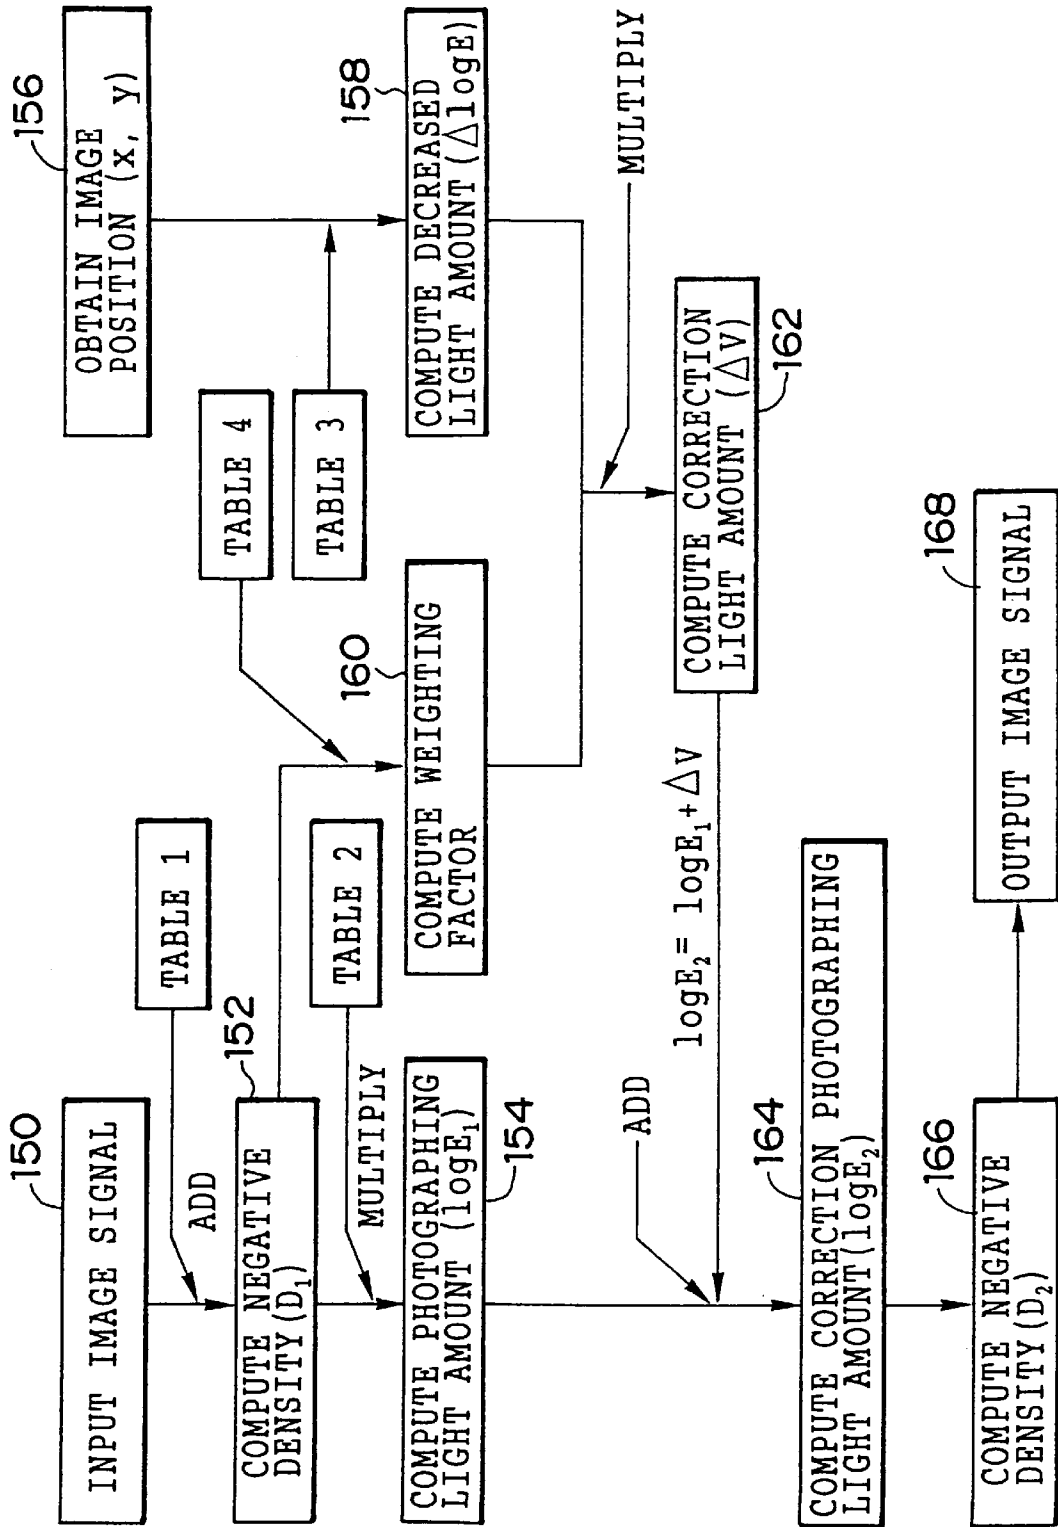 150
INPUT IMAGE SIGNAL
TABLE 1
ADD
152
COMPUTE NEGATIVE
DENSITY (D₁)
TABLE 2
MULTIPLY
COMPUTE PHOTOGRAPHING
LIGHT AMOUNT (logE₁)
154
156
OBTAIN IMAGE
POSITION (x, y)
TABLE 4
TABLE 3
158
COMPUTE DECREASED
LIGHT AMOUNT (△logE)
160
COMPUTE WEIGHTING
FACTOR
MULTIPLY
COMPUTE CORRECTION
LIGHT AMOUNT (△V)
162
ADD
logE₂ = logE₁ + △V
164
COMPUTE CORRECTION PHOTOGRAPHING
LIGHT AMOUNT (logE₂)
166
COMPUTE NEGATIVE
DENSITY (D₂)
168
OUTPUT IMAGE SIGNAL